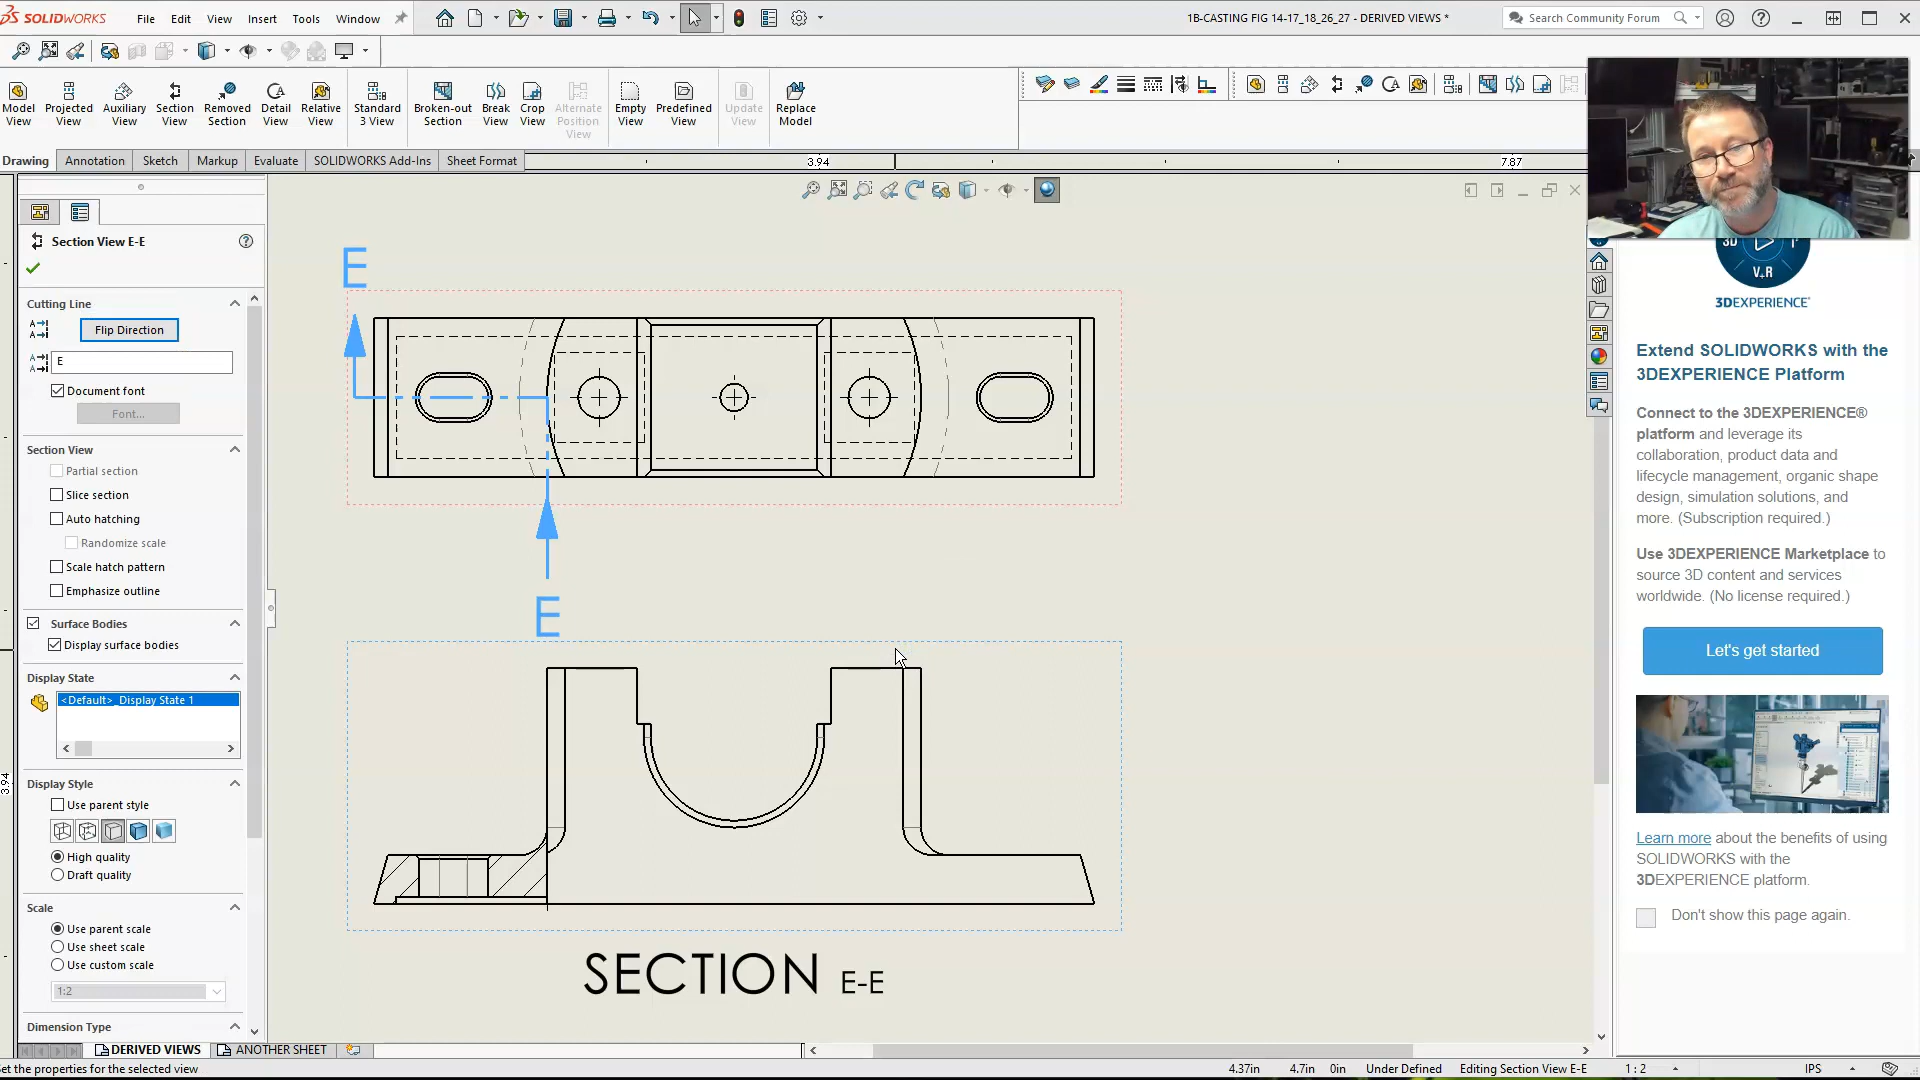 SOLIDWORKS
File Edit View Insert Tools Window
1B-CASTING FIG 14-17_18_26_27 - DERIVED VIEWS *
Search Community Forum
Model View
Projected View
Auxiliary View
Section View
Removed Section
Detail View
Relative View
Standard 3 View
Broken-out Section
Break View
Crop View
Alternate Position View
Empty View
Predefined View
Update View
Replace Model
Drawing Annotation Sketch Markup Evaluate SOLIDWORKS Add-Ins Sheet Format
3.94
7.87
Section View E-E
Cutting Line
Flip Direction
E
Document font
Font...
Section View
Partial section
Slice section
Auto hatching
Randomize scale
Scale hatch pattern
Emphasize outline
Surface Bodies
Display surface bodies
Display State
<Default>_Display State 1
Display Style
Use parent style
High quality
Draft quality
Scale
Use parent scale
Use sheet scale
Use custom scale
1:2
Dimension Type
3.94
E
E
SECTION E-E
3D
V+R
3DEXPERIENCE®
Extend SOLIDWORKS with the
3DEXPERIENCE Platform
Connect to the 3DEXPERIENCE®
platform and leverage its
collaboration, product data and
lifecycle management, organic shape
design, simulation solutions, and
more. (Subscription required.)
Use 3DEXPERIENCE Marketplace to
source 3D content and services
worldwide. (No license required.)
Let's get started
Learn more about the benefits of using
SOLIDWORKS with the
3DEXPERIENCE platform.
Don't show this page again.
DERIVED VIEWS ANOTHER SHEET
et the properties for the selected view
4.37in 4.7in 0in Under Defined Editing Section View E-E 1 : 2 IPS